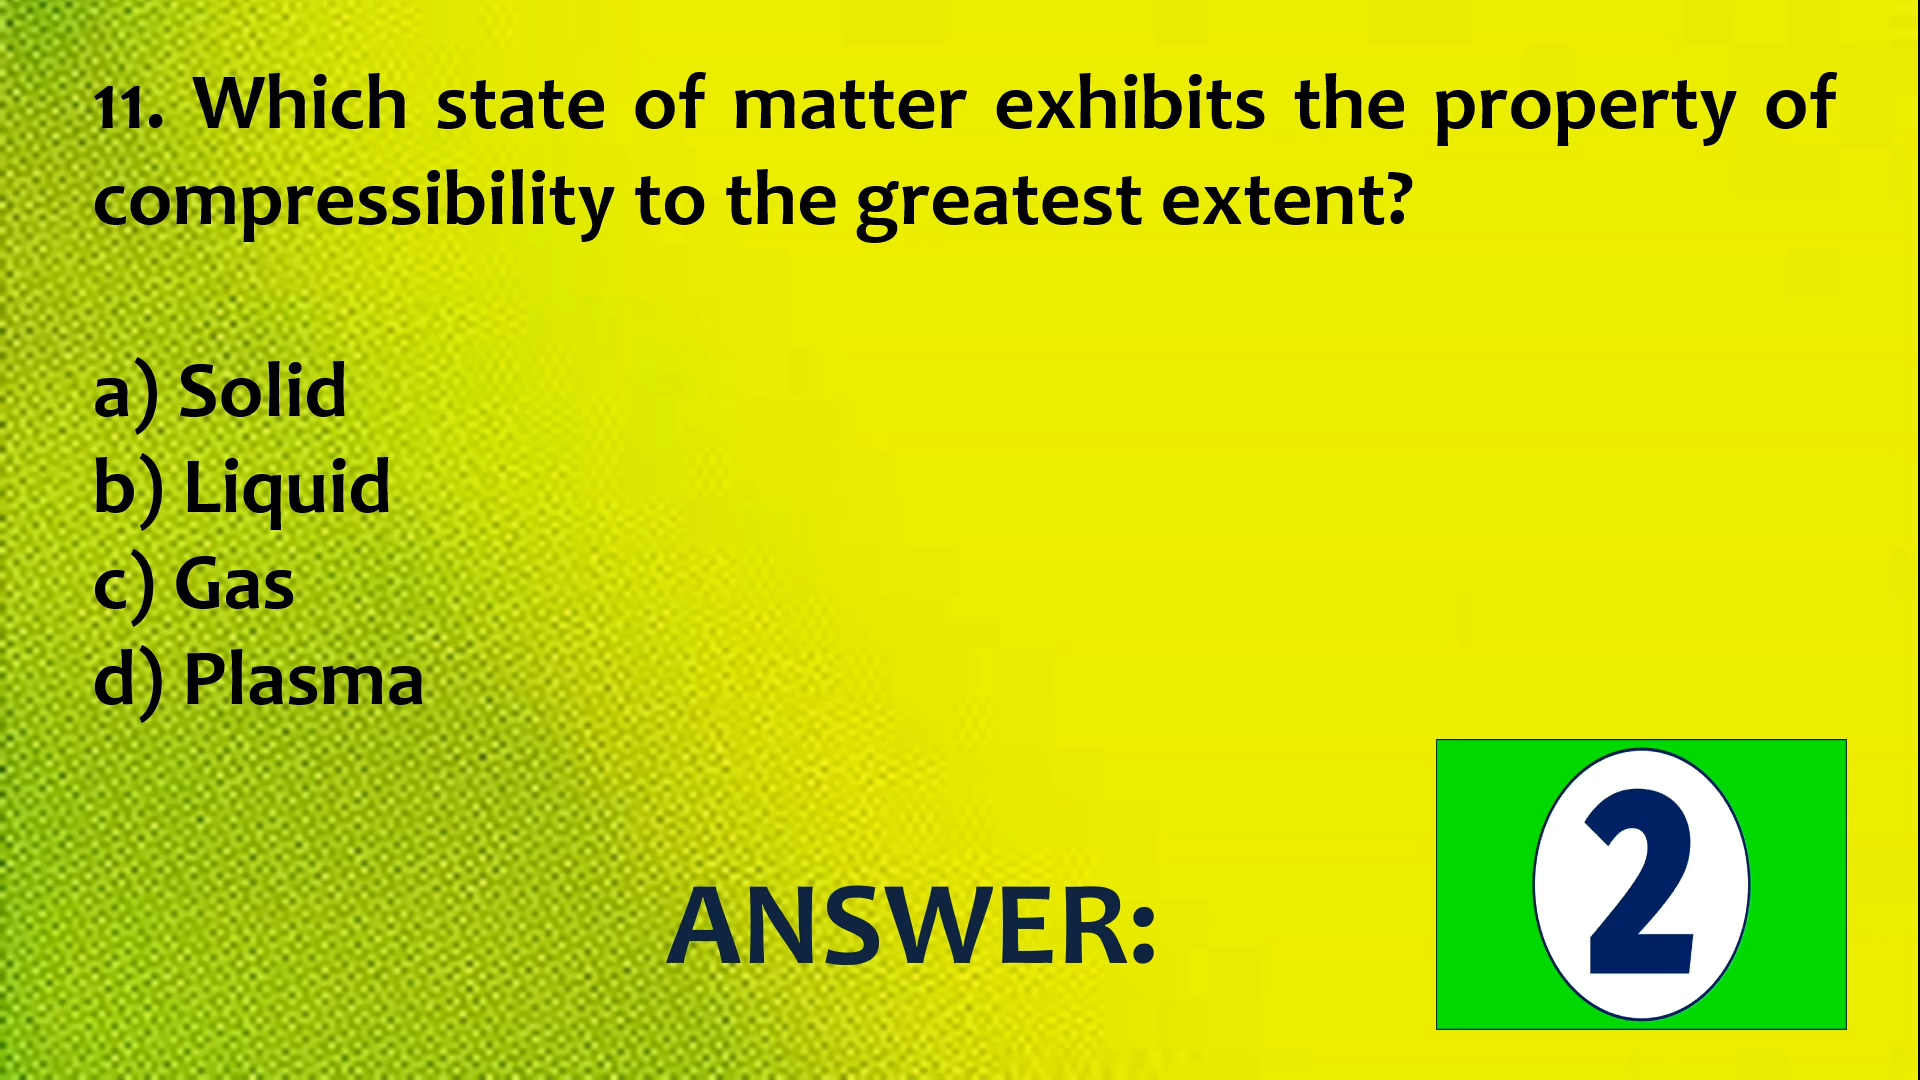 11. Which state of matter exhibits the property of
compressibility to the greatest extent?
a) Solid
b) Liquid
c) Gas
d) Plasma
ANSWER:
2